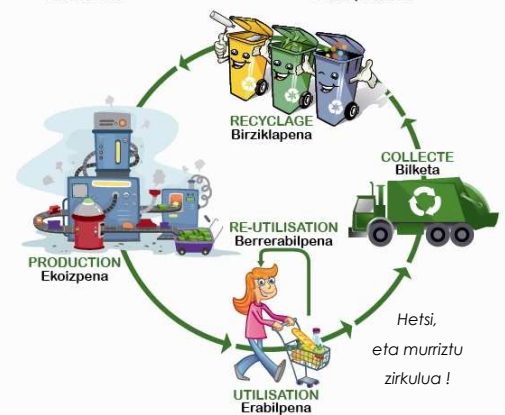 RECYCLAGE
Birziklapena
COLLECTE
Bilketa
RE-UTILISATION
Berrerabilpena
PRODUCTION
Ekoizpena
Hetsi,
eta murriztu
zirkulua !
UTILISATION
Erabilpena